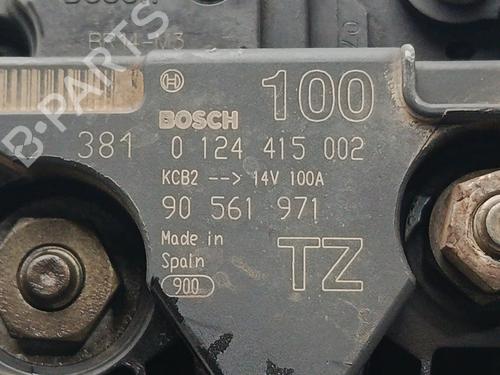 BOSCH
B-PARTS
100
BOSCH
381 0 124 415 002
KCB2 --> 14V 100A
90 561 971
Made in
Spain
TZ
900